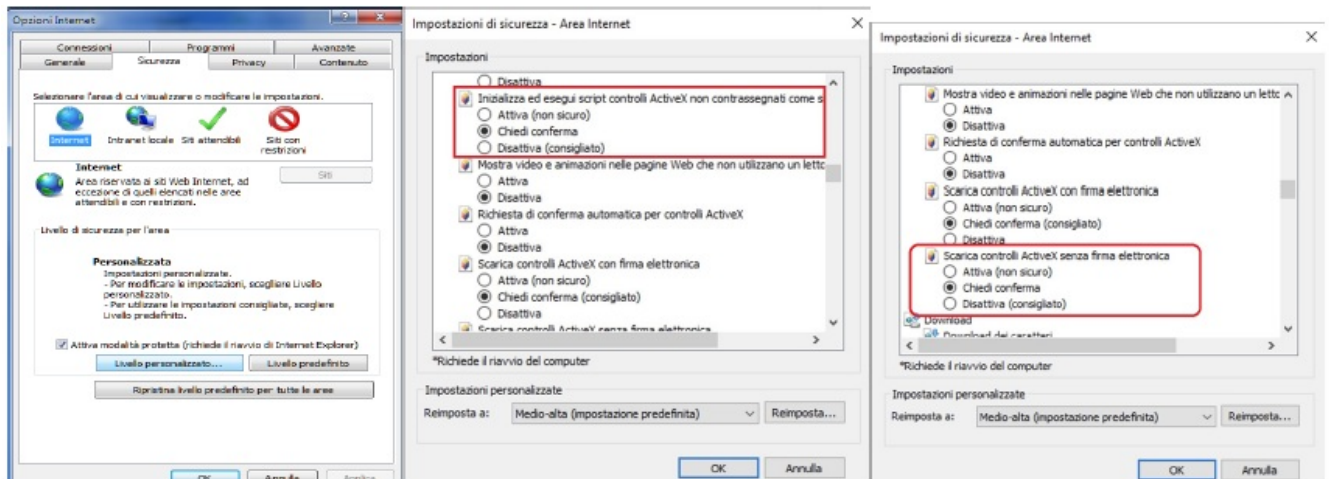 Opzioni Internet
Connessioni Programmi Avanzate
Generale Sicurezza Privacy Contenuto
Selezionare l'area di cui visualizzare o modificare le impostazioni.
Internet Intranet locale Siti attendibili Siti con
restrizioni
Internet
Siti
Area riservata ai siti Web Internet, ad
eccezione di quelli elencati nelle aree
attendibili e con restrizioni.
Livello di sicurezza per l'area
Personalizzata
Impostazioni personalizzate.
- Per modificare le impostazioni, scegliere Livello
personalizzato.
- Per utilizzare le impostazioni consigliate, scegliere
Livello predefinito.
Attiva modalità protetta (richiede il riavvio di Internet Explorer)
Livello personalizzato... Livello predefinito
Ripristina livello predefinito per tutte le aree
OK Annulla Applica
Impostazioni di sicurezza - Area Internet
Impostazioni
Disattiva
Inizializza ed esegui script controlli ActiveX non contrassegnati come s
Attiva (non sicuro)
Chiedi conferma
Disattiva (consigliato)
Mostra video e animazioni nelle pagine Web che non utilizzano un lettc
Attiva
Disattiva
Richiesta di conferma automatica per controlli ActiveX
Attiva
Disattiva
Scarica controlli ActiveX con firma elettronica
Attiva (non sicuro)
Chiedi conferma (consigliato)
Disattiva
Scarica controlli ActiveX senza firma elettronica
*Richiede il riavvio del computer
Impostazioni personalizzate
Reimposta a: Medio-alta (impostazione predefinita) Reimposta...
OK Annulla
Impostazioni di sicurezza - Area Internet
Impostazioni
Mostra video e animazioni nelle pagine Web che non utilizzano un lettc
Attiva
Disattiva
Richiesta di conferma automatica per controlli ActiveX
Attiva
Disattiva
Scarica controlli ActiveX con firma elettronica
Attiva (non sicuro)
Chiedi conferma (consigliato)
Disattiva
Scarica controlli ActiveX senza firma elettronica
Attiva (non sicuro)
Chiedi conferma
Disattiva (consigliato)
Download
Download dei caratteri
*Richiede il riavvio del computer
Impostazioni personalizzate
Reimposta a: Medio-alta (impostazione predefinita) Reimposta...
OK Annulla